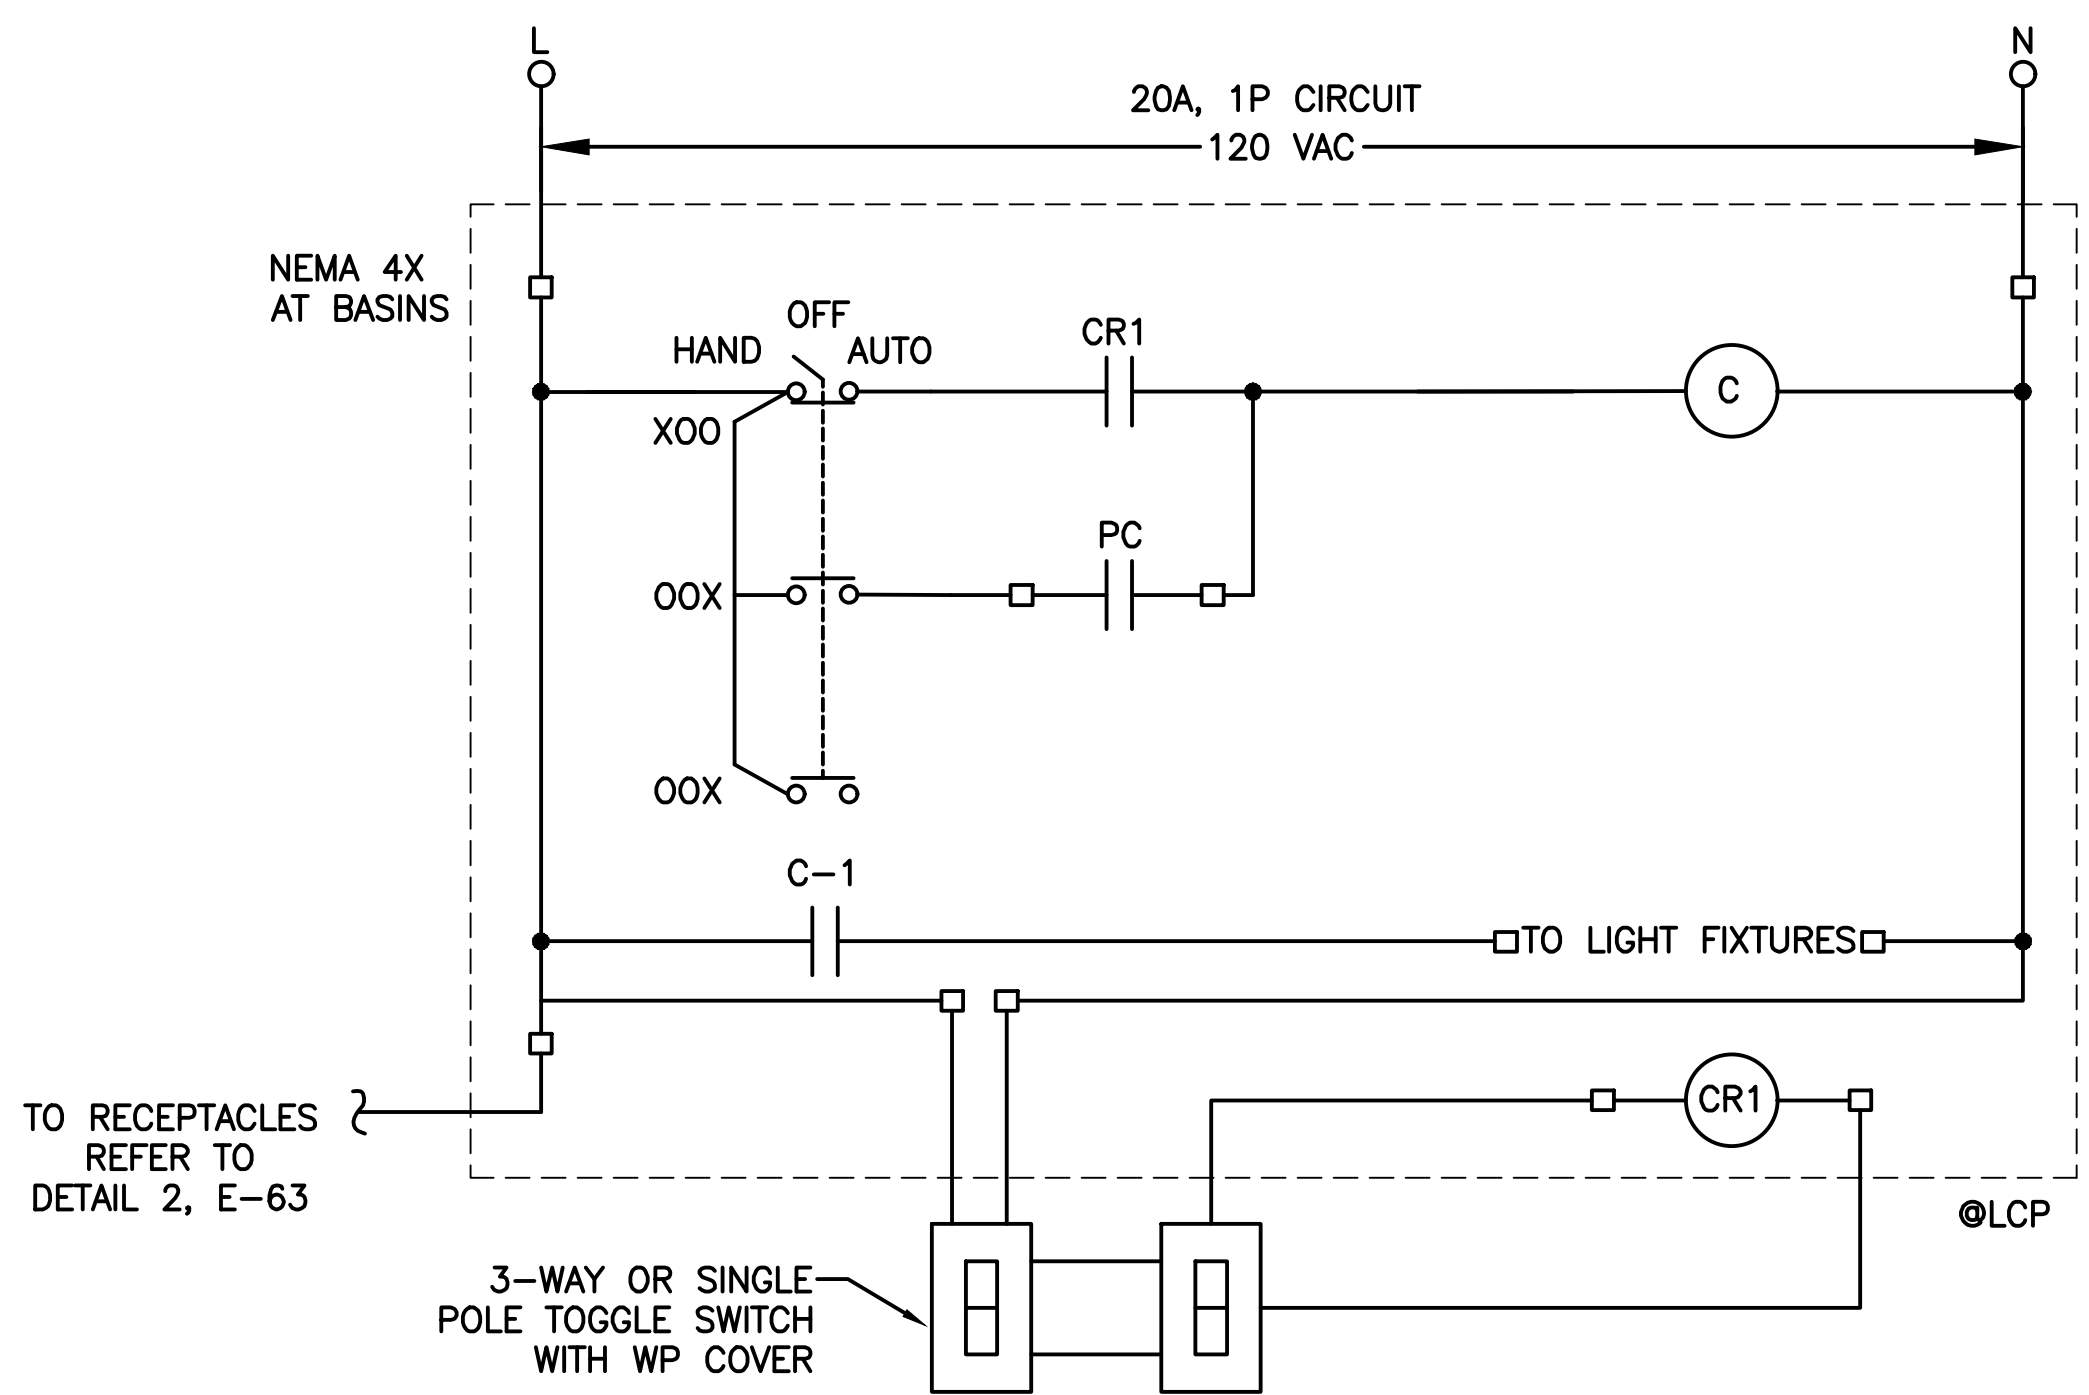 L
N
20A, 1P CIRCUIT
120 VAC
NEMA 4X
AT BASINS
OFF
HAND
AUTO
CR1
C
XOO
PC
OOX
OOX
C-1
TO LIGHT FIXTURES
CR1
TO RECEPTACLES
REFER TO
DETAIL 2, E-63
@LCP
3-WAY OR SINGLE
POLE TOGGLE SWITCH
WITH WP COVER